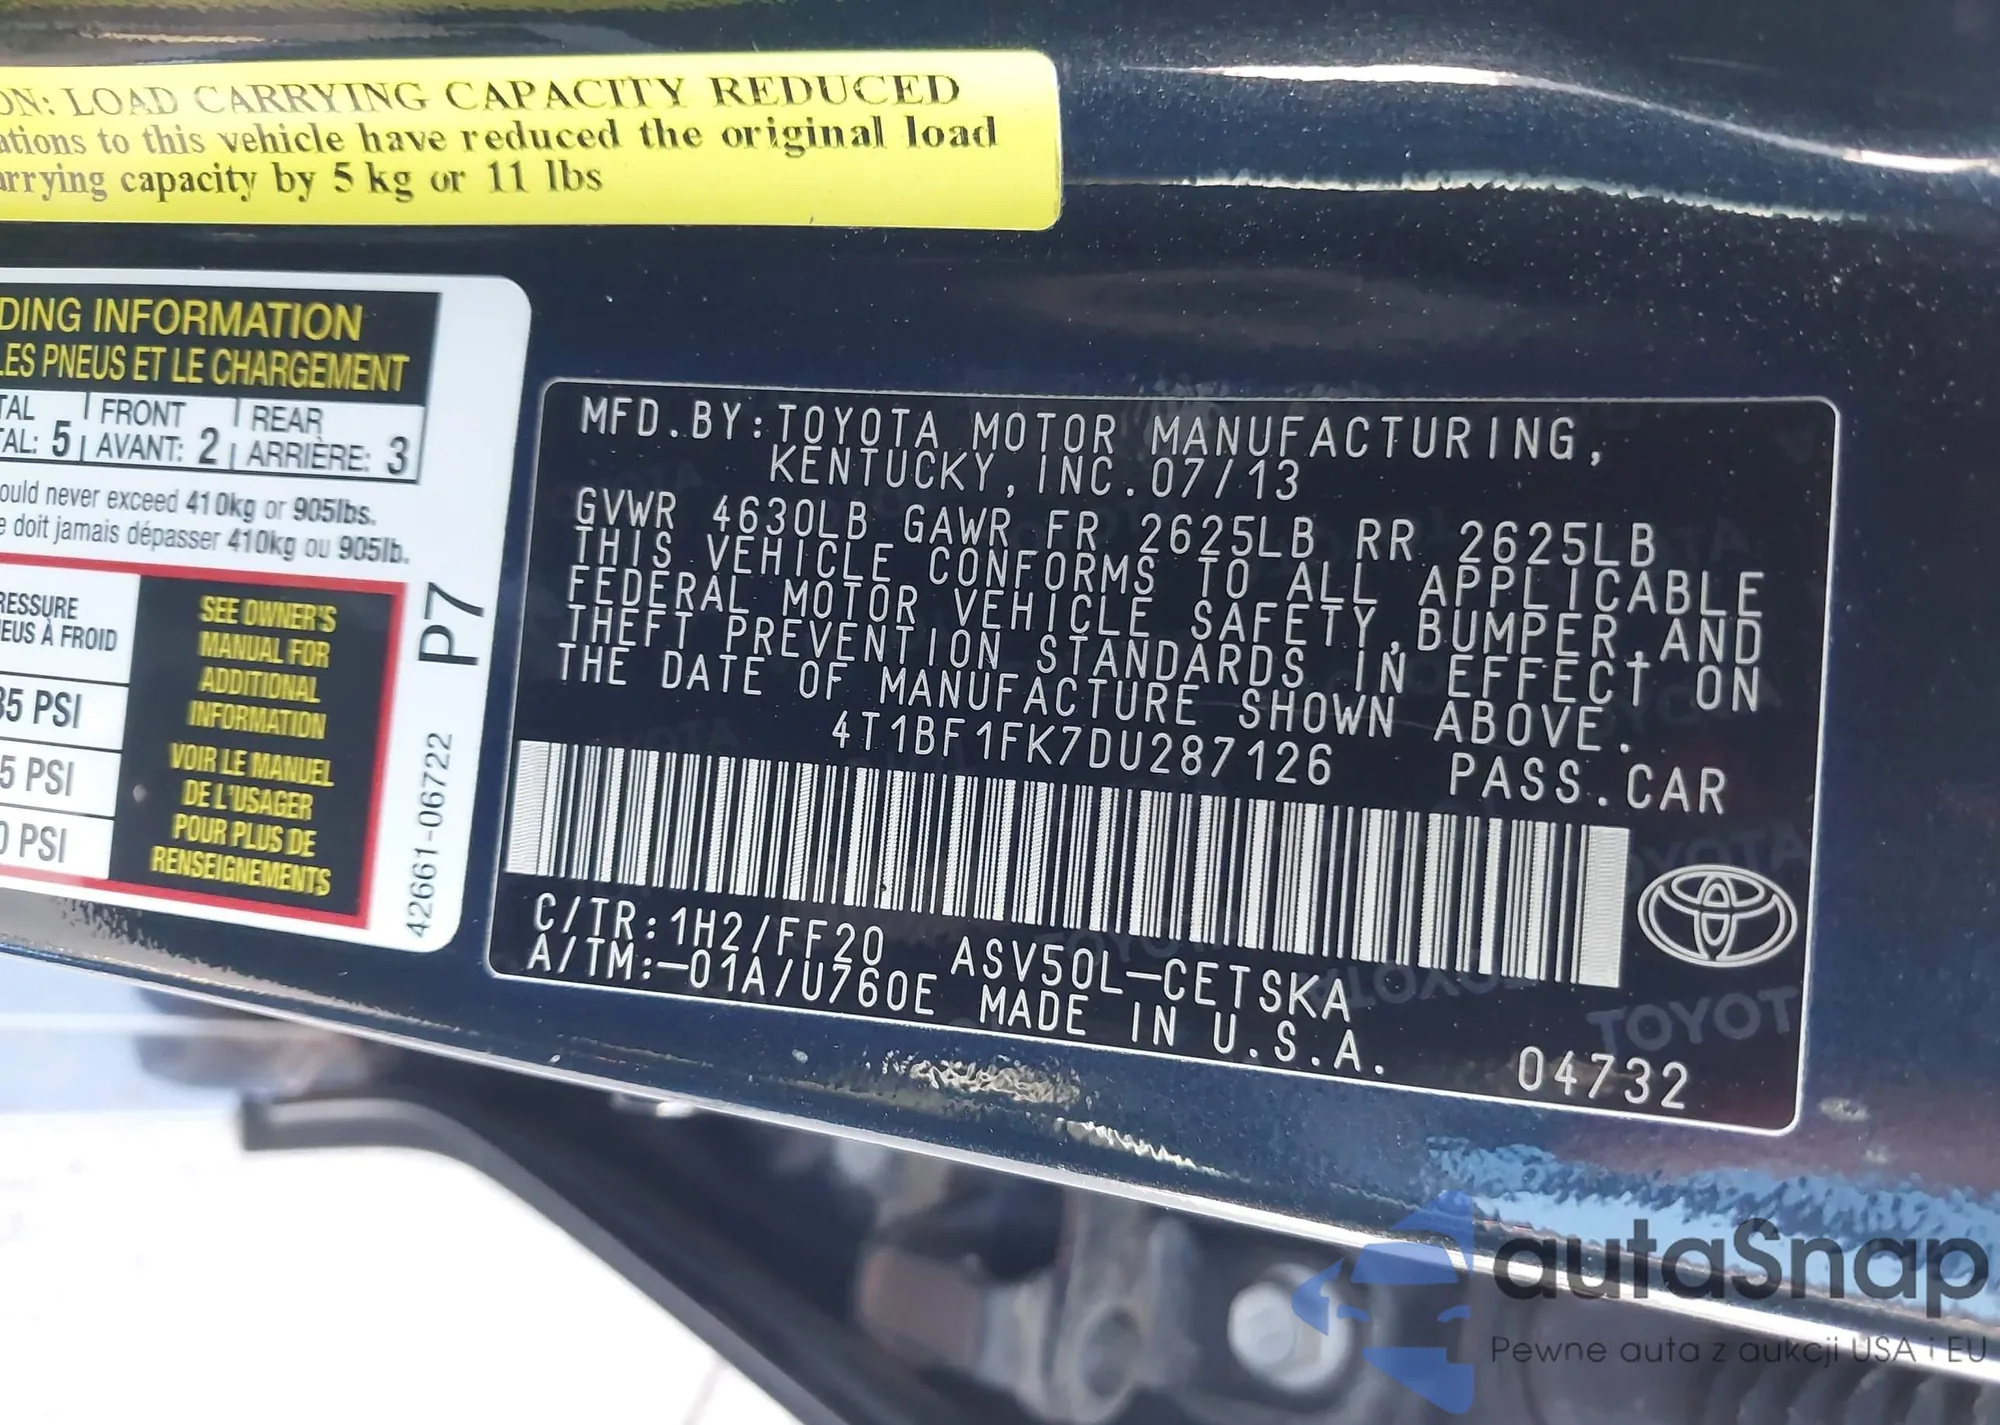 ON: LOAD CARRYING CAPACITY REDUCED
ations to this vehicle have reduced the original load
arrying capacity by 5 kg or 11 lbs
DING INFORMATION
LES PNEUS ET LE CHARGEMENT
TAL FRONT REAR
TAL: 5 AVANT: 2 ARRIÈRE: 3
ould never exceed 410kg or 905lbs.
e doit jamais dépasser 410kg ou 905lb.
RESSURE
EUS À FROID
35 PSI
5 PSI
0 PSI
SEE OWNER'S
MANUAL FOR
ADDITIONAL
INFORMATION
VOIR LE MANUEL
DE L'USAGER
POUR PLUS DE
RENSEIGNEMENTS
P7
42661-06722
MFD.BY:TOYOTA MOTOR MANUFACTURING,
KENTUCKY,INC.07/13
GVWR 4630LB GAWR FR 2625LB RR 2625LB
THIS VEHICLE CONFORMS TO ALL APPLICABLE
FEDERAL MOTOR VEHICLE SAFETY,BUMPER,AND
THEFT PREVENTION STANDARDS IN EFFECT ON
THE DATE OF MANUFACTURE SHOWN ABOVE.
4T1BF1FK7DU287126 PASS.CAR
C/TR:1H2/FF20 ASV50L-CETSKA
A/TM:-01A/U760E MADE IN U.S.A.
04732
TOYOTA
autaSnap
Pewne auta z aukcji USA i EU